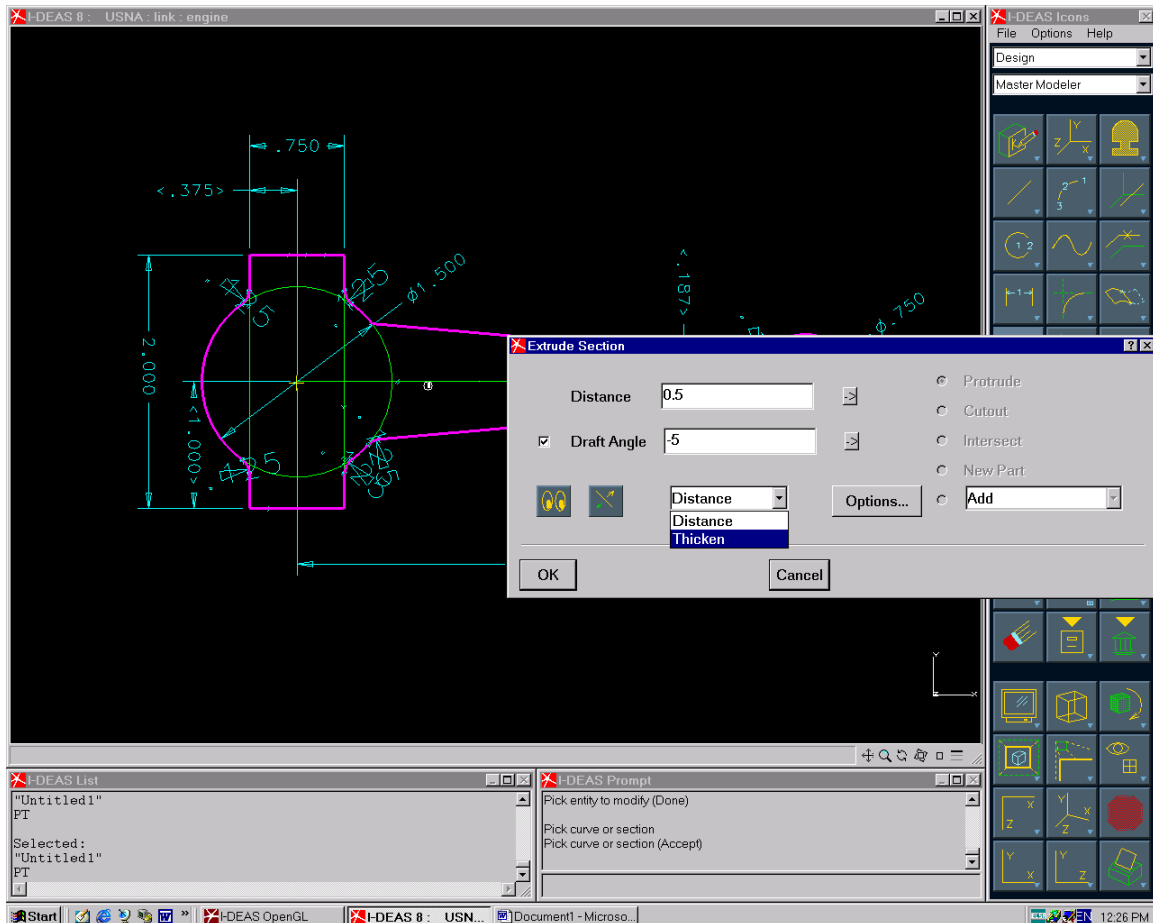 I-DEAS 8 :   USNA : link : engine
.750
<.375>
Ø1.500
2.000
<1.000>
<.187>
Ø.750
Extrude Section
Distance
0.5
->
Draft Angle
-5
->
Distance
Distance
Thicken
Options...
Protrude
Cutout
Intersect
New Part
Add
OK
Cancel
Y
X
I-DEAS Icons
File Options Help
Design
Master Modeler
I-DEAS List
"Untitled1"
PT
Selected:
"Untitled1"
PT
I-DEAS Prompt
Pick entity to modify (Done)
Pick curve or section
Pick curve or section (Accept)
Start
»
I-DEAS OpenGL
I-DEAS 8 :   USN...
Document1 - Microso...
EN
12:26 PM